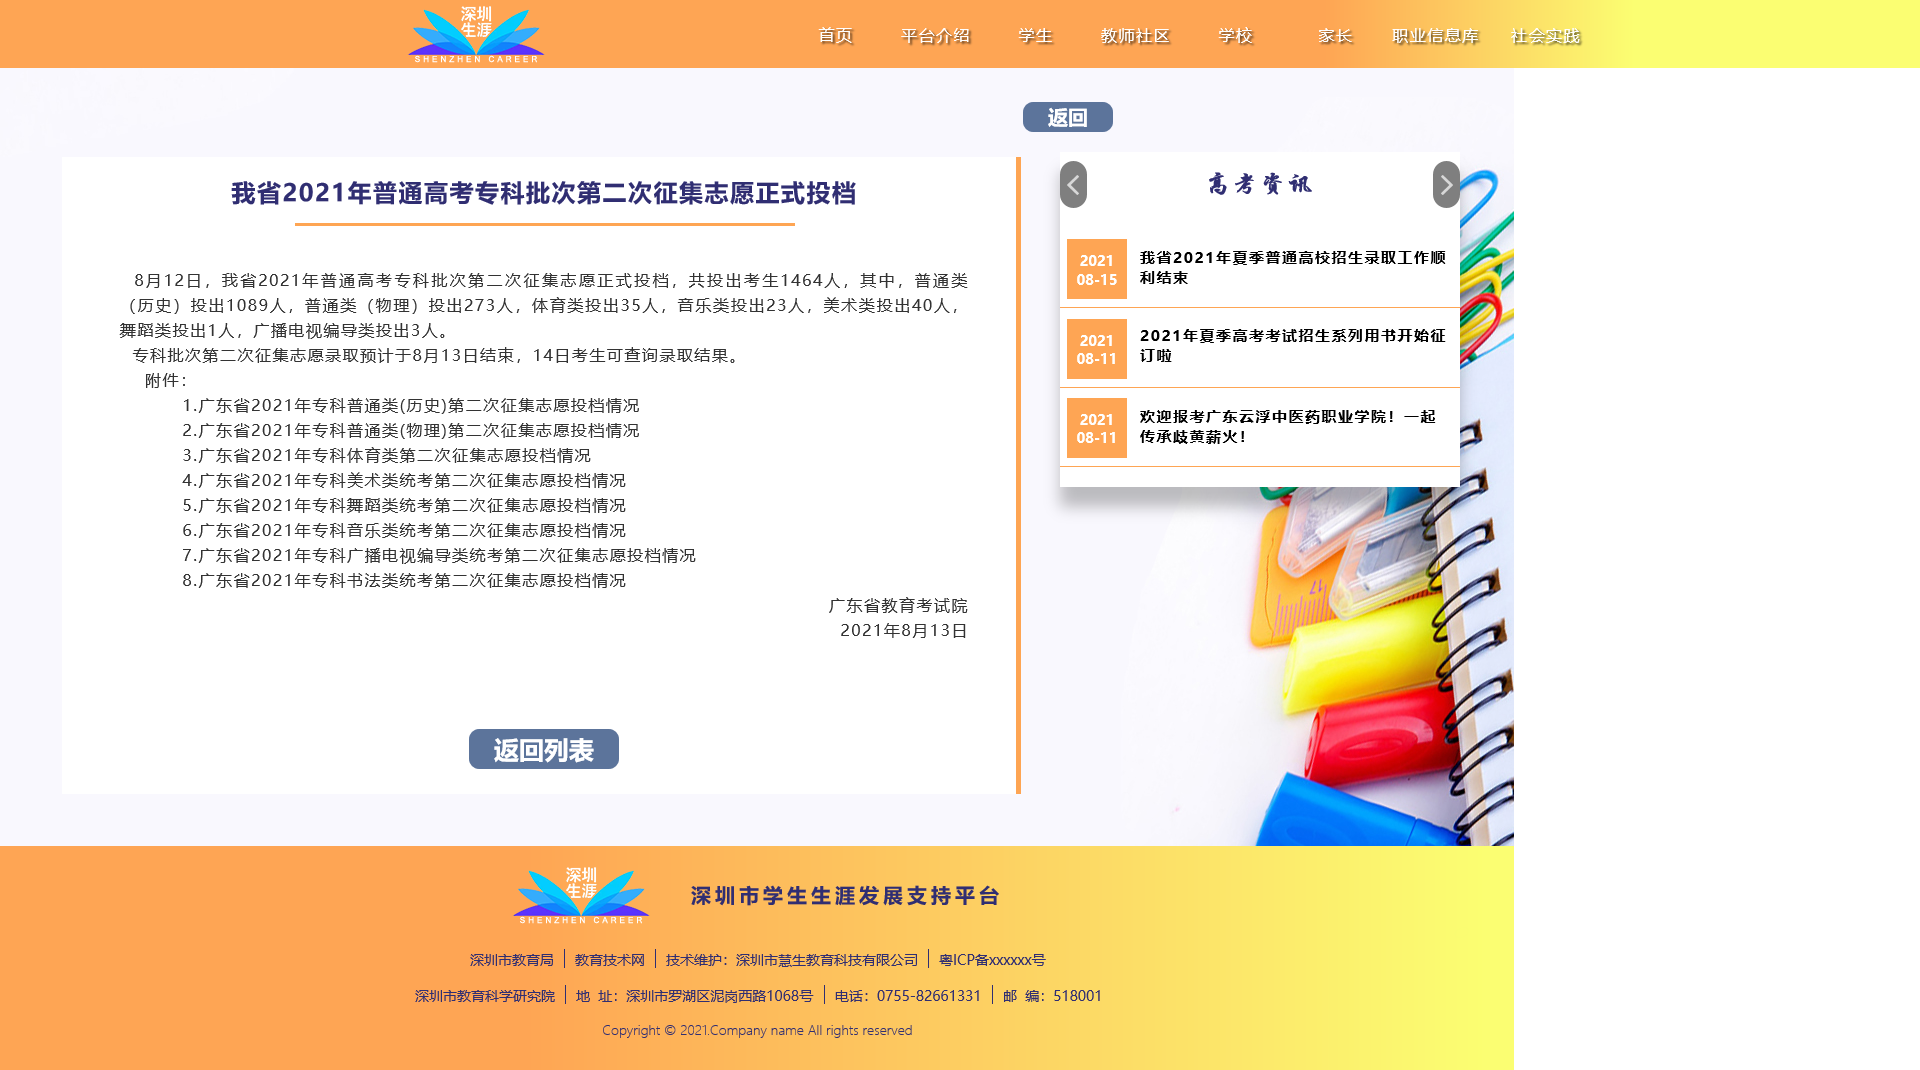 深圳
生涯
SHENZHEN CAREER
首页 平台介绍 学生 教师社区 学校 家长 职业信息库 社会实践
返回
我省2021年普通高考专科批次第二次征集志愿正式投档
8月12日，我省2021年普通高考专科批次第二次征集志愿正式投档，共投出考生1464人，其中，普通类
（历史）投出1089人，普通类（物理）投出273人，体育类投出35人，音乐类投出23人，美术类投出40人，
舞蹈类投出1人，广播电视编导类投出3人。
专科批次第二次征集志愿录取预计于8月13日结束，14日考生可查询录取结果。
附件：
1.广东省2021年专科普通类(历史)第二次征集志愿投档情况
2.广东省2021年专科普通类(物理)第二次征集志愿投档情况
3.广东省2021年专科体育类第二次征集志愿投档情况
4.广东省2021年专科美术类统考第二次征集志愿投档情况
5.广东省2021年专科舞蹈类统考第二次征集志愿投档情况
6.广东省2021年专科音乐类统考第二次征集志愿投档情况
7.广东省2021年专科广播电视编导类统考第二次征集志愿投档情况
8.广东省2021年专科书法类统考第二次征集志愿投档情况
广东省教育考试院
2021年8月13日
返回列表
高考资讯
2021
08-15
我省2021年夏季普通高校招生录取工作顺
利结束
2021
08-11
2021年夏季高考考试招生系列用书开始征
订啦
2021
08-11
欢迎报考广东云浮中医药职业学院！一起
传承歧黄薪火！
17
深圳
生涯
SHENZHEN CAREER
深圳市学生生涯发展支持平台
深圳市教育局 教育技术网 技术维护：深圳市慧生教育科技有限公司 粤ICP备xxxxxx号
深圳市教育科学研究院 地 址：深圳市罗湖区泥岗西路1068号 电话：0755-82661331 邮 编：518001
Copyright © 2021.Company name All rights reserved